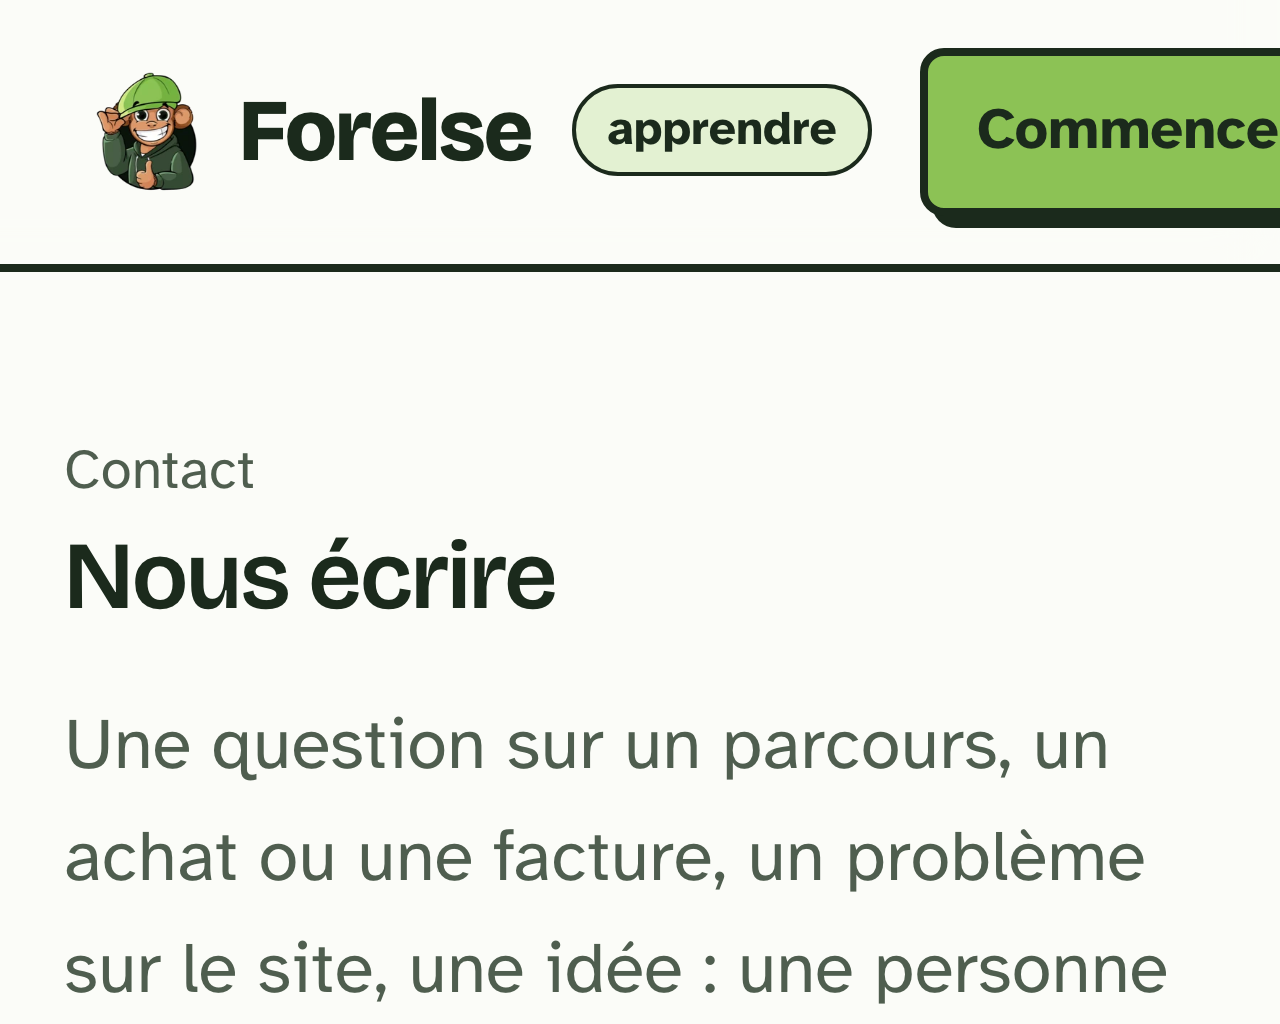 Forelse
apprendre
Commence
Contact
Nous écrire
Une question sur un parcours, un
achat ou une facture, un problème
sur le site, une idée : une personne